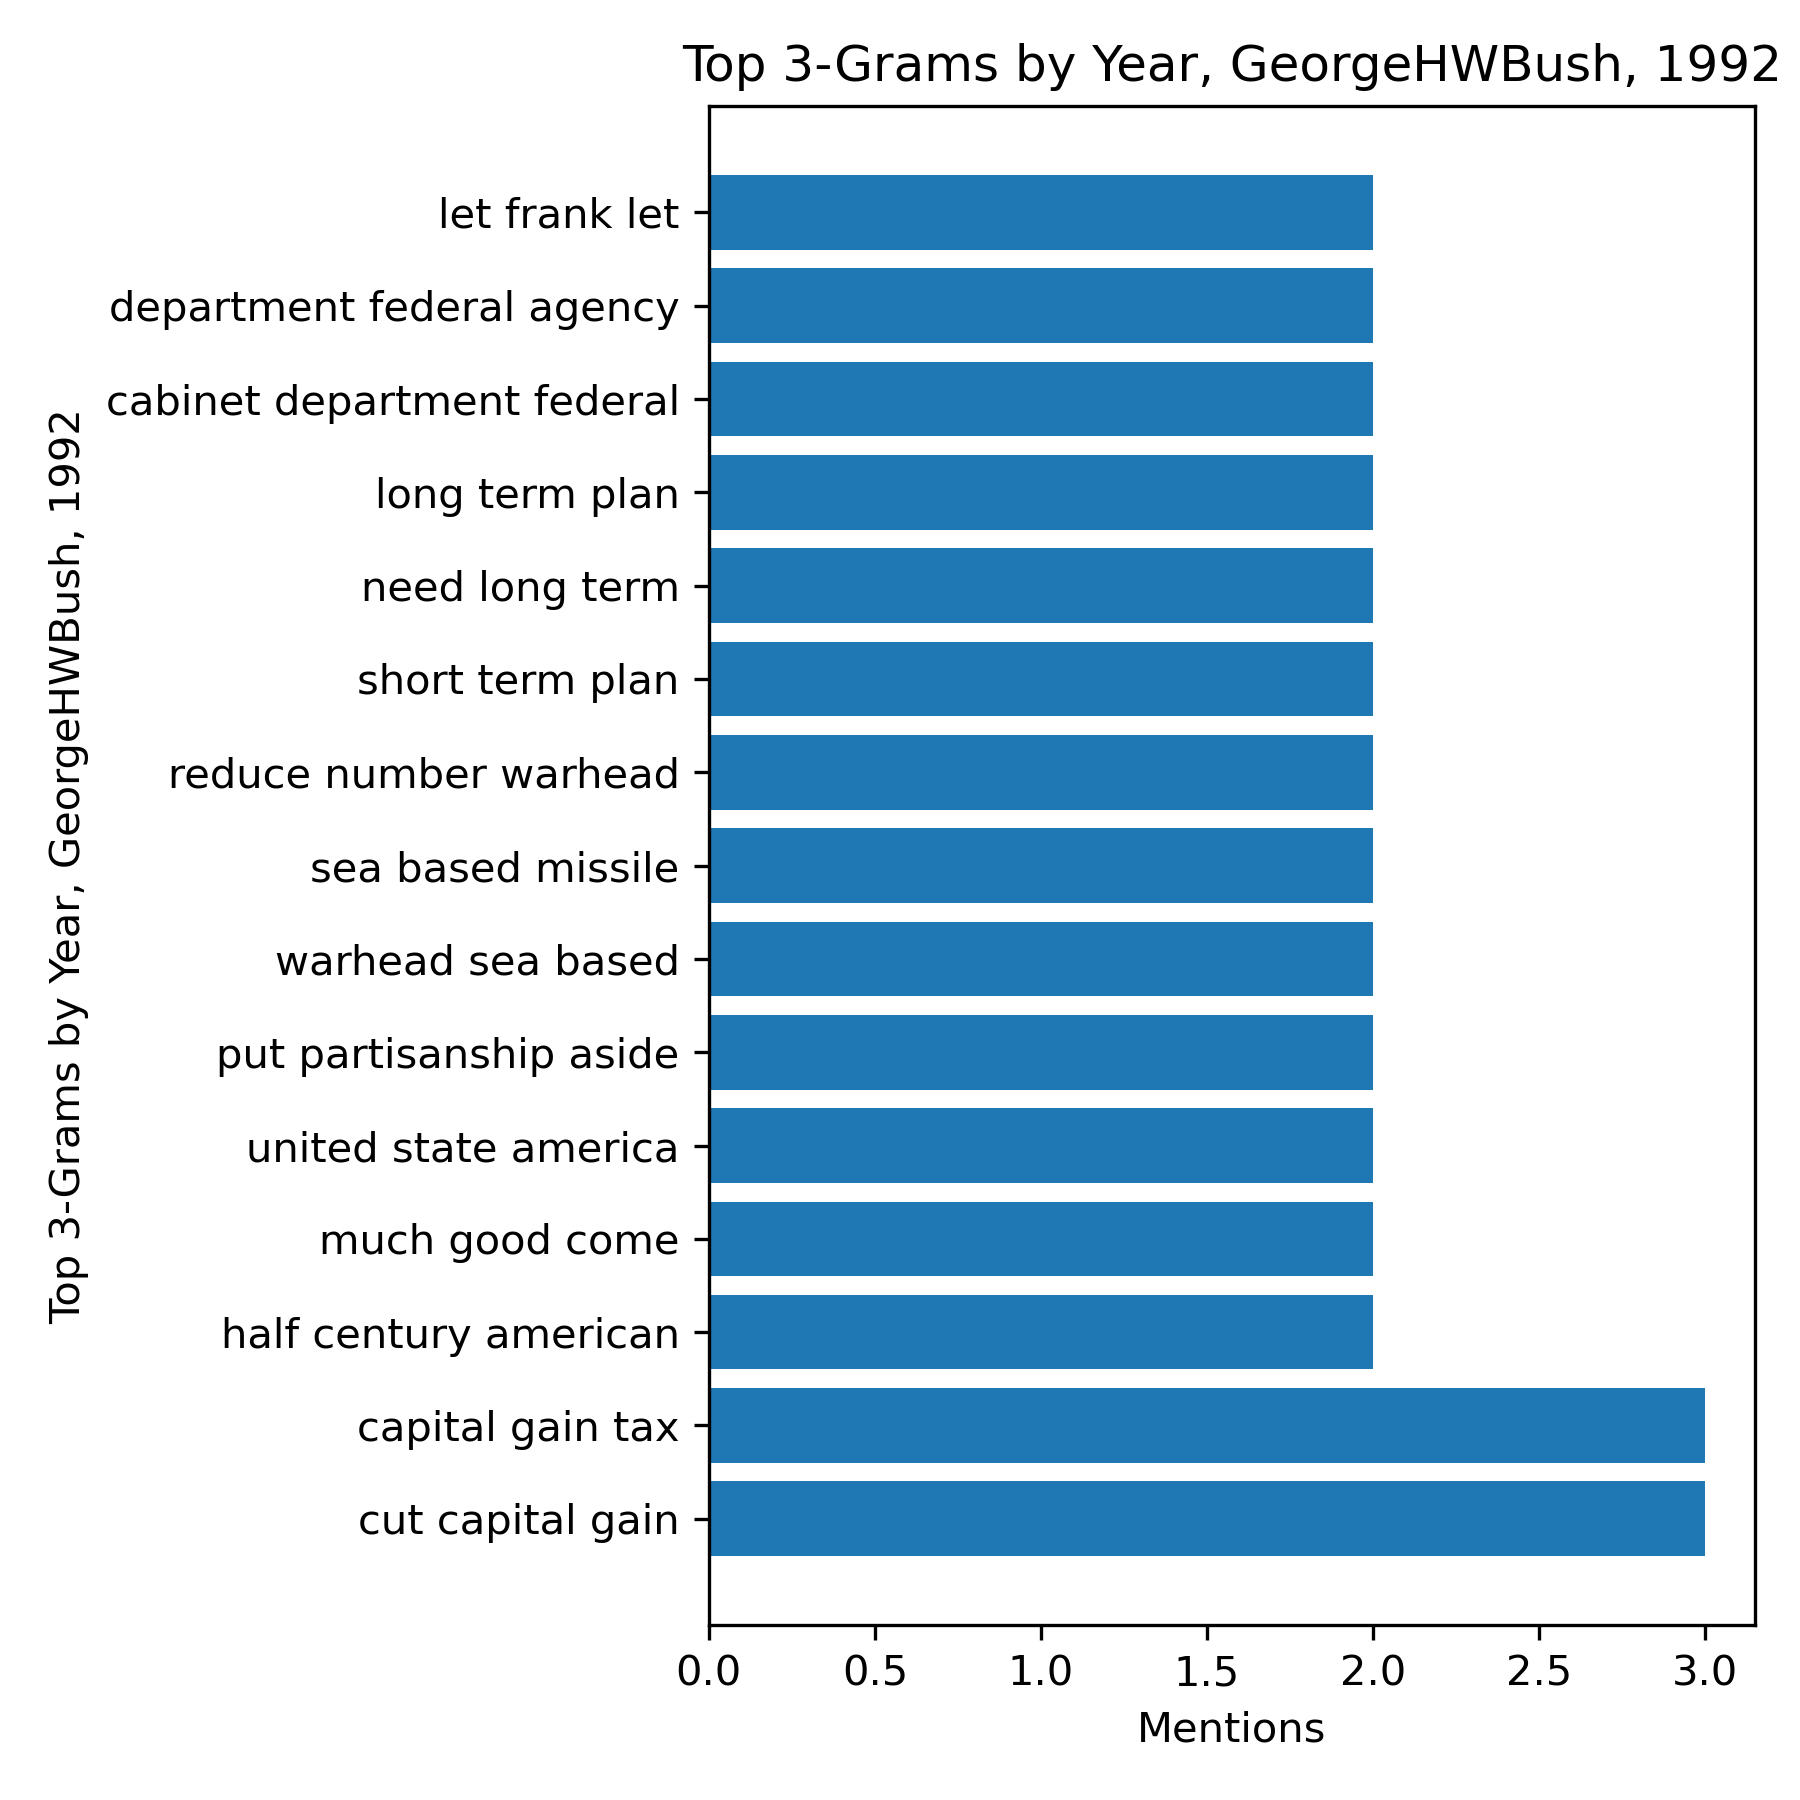 Top 3-Grams by Year, GeorgeHWBush, 1992
Top 3-Grams by Year, GeorgeHWBush, 1992
let frank let
department federal agency
cabinet department federal
long term plan
need long term
short term plan
reduce number warhead
sea based missile
warhead sea based
put partisanship aside
united state america
much good come
half century american
capital gain tax
cut capital gain
0.0 0.5 1.0 1.5 2.0 2.5 3.0
Mentions